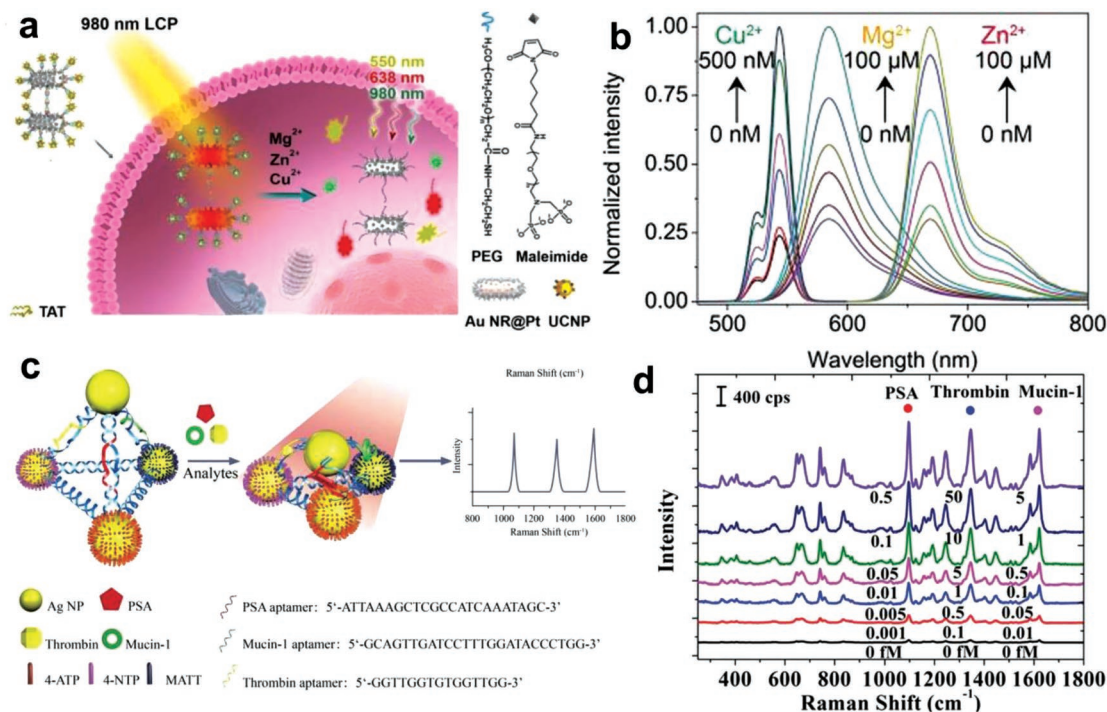 a
980 nm LCP
TAT
Mg²⁺
Zn²⁺
Cu²⁺
550 nm
638 nm
980 nm
PEG Maleimide
Au NR@Pt UCNP
b
Cu²⁺ Mg²⁺ Zn²⁺
500 nM 100 µM 100 µM
0 nM 0 nM 0 nM
Normalized intensity
1.00
0.75
0.50
0.25
0.00
500 600 700 800
Wavelength (nm)
c
Analytes
Raman Shift (cm⁻¹)
Intensity
800 1000 1200 1400 1600 1800
Raman Shift (cm⁻¹)
Ag NP PSA
Thrombin Mucin-1
4-ATP 4-NTP MATT
PSA aptamer: 5‘-ATTAAAGCTCGCCATCAAATAGC-3’
Mucin-1 aptamer: 5‘-GCAGTTGATCCTTTGGATACCCTGG-3’
Thrombin aptamer: 5‘-GGTTGGTGTGGTTGG-3’
d
400 cps
PSA Thrombin Mucin-1
0.5 50 5
0.1 10 1
0.05 5 0.5
0.01 1 0.1
0.005 0.5 0.05
0.001 0.1 0.01
0 fM 0 fM 0 fM
Intensity
400 600 800 1000 1200 1400 1600 1800
Raman Shift (cm⁻¹)